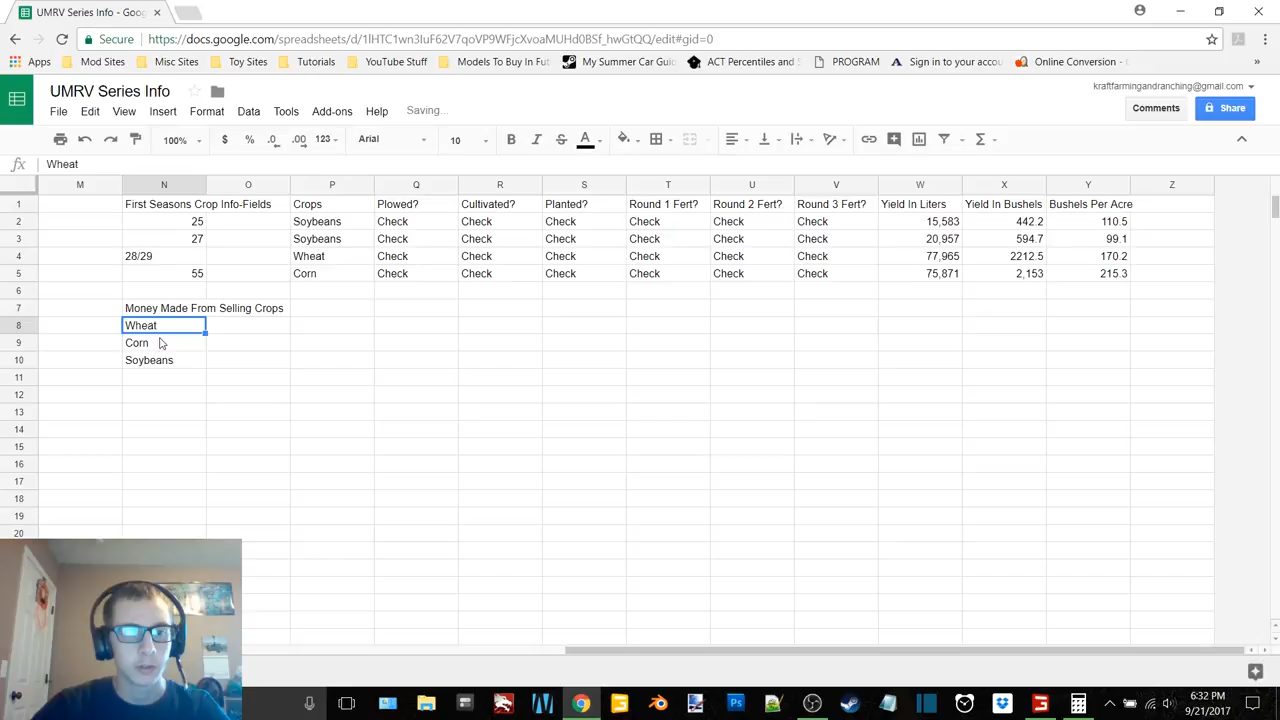 UMRV Series Info - Goog
Secure https://docs.google.com/spreadsheets/d/1lHTC1wn3luF62V7qoVP9WFjcXvoaMUHd0BSf_hwGtQQ/edit#gid=0
Apps Mod Sites Misc Sites Toy Sites Tutorials YouTube Stuff Models To Buy In Fut My Summer Car Guid ACT Percentiles and S PROGRAM Sign in to your accou Online Conversion -
UMRV Series Info
kraftfarmingandranching@gmail.com
File Edit View Insert Format Data Tools Add-ons Help Saving...
Comments Share
100% $ % .0 .00 123 Arial 10 B I S A
fx Wheat
M N O P Q R S T U V W X Y Z
1 First Seasons Crop Info-Fields Crops Plowed? Cultivated? Planted? Round 1 Fert? Round 2 Fert? Round 3 Fert? Yield In Liters Yield In Bushels Bushels Per Acre
2 25 Soybeans Check Check Check Check Check Check 15,583 442.2 110.5
3 27 Soybeans Check Check Check Check Check Check 20,957 594.7 99.1
4 28/29 Wheat Check Check Check Check Check Check 77,965 2212.5 170.2
5 55 Corn Check Check Check Check Check Check 75,871 2,153 215.3
6
7 Money Made From Selling Crops
8 Wheat
9 Corn
10 Soybeans
11
12
13
14
15
16
17
18
19
20
6:32 PM
9/21/2017